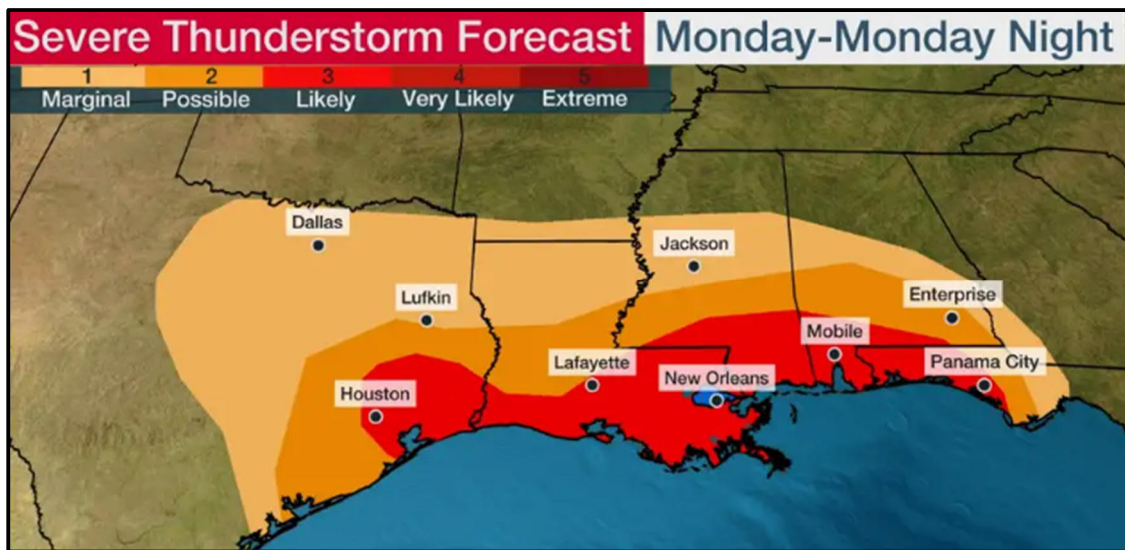 Severe Thunderstorm Forecast Monday-Monday Night
1 2 3 4 5
Marginal Possible Likely Very Likely Extreme
Dallas
Jackson
Lufkin
Enterprise
Mobile
Lafayette
Panama City
New Orleans
Houston